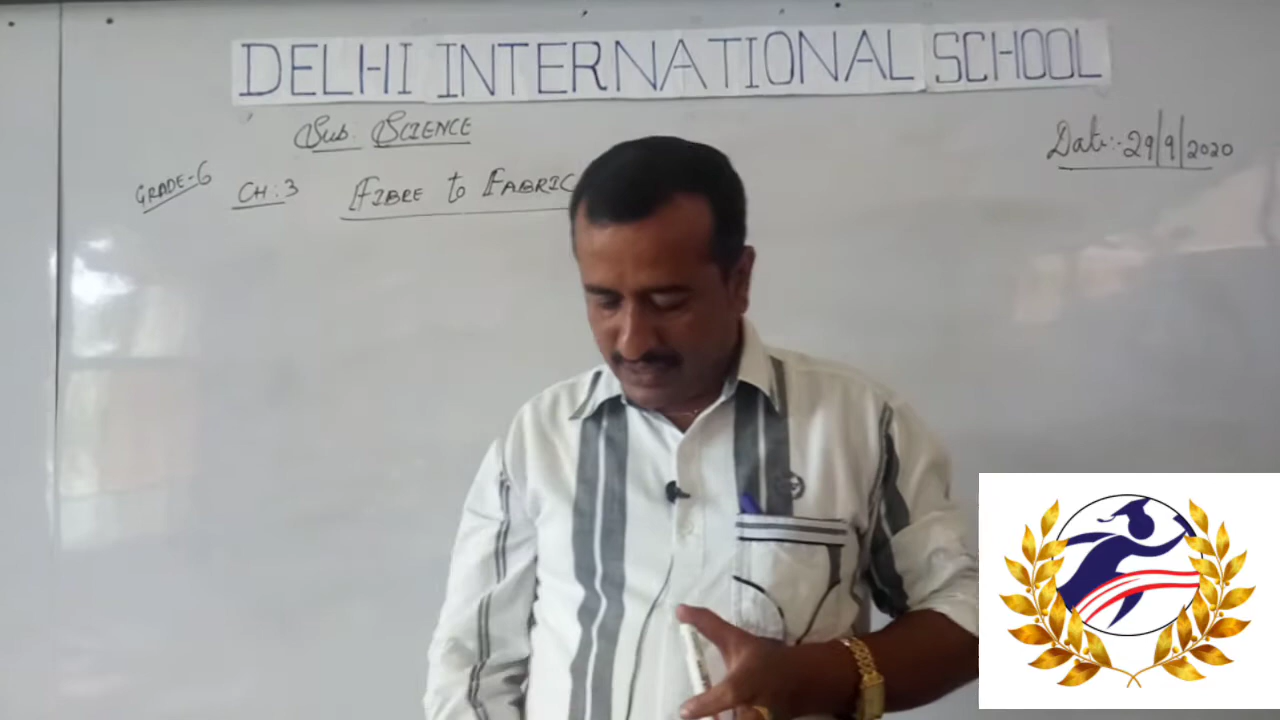 DELHI INTERNATIONAL SCHOOL
Sub. SCIENCE
Date:- 29/9/2020
GRADE-6 CH:3 FIBRE to FABRIC